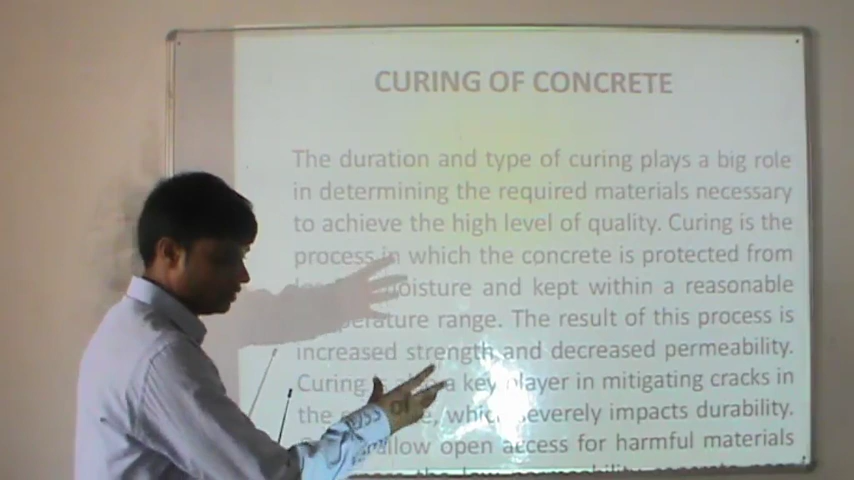 CURING OF CONCRETE
The duration and type of curing plays a big role
in determining the required materials necessary
to achieve the high level of quality. Curing is the
process in which the concrete is protected from
moisture and kept within a reasonable
temperature range. The result of this process is
increased strength and decreased permeability.
Curing is also a key player in mitigating cracks in
the which severely impacts durability.
allow open access for harmful materials